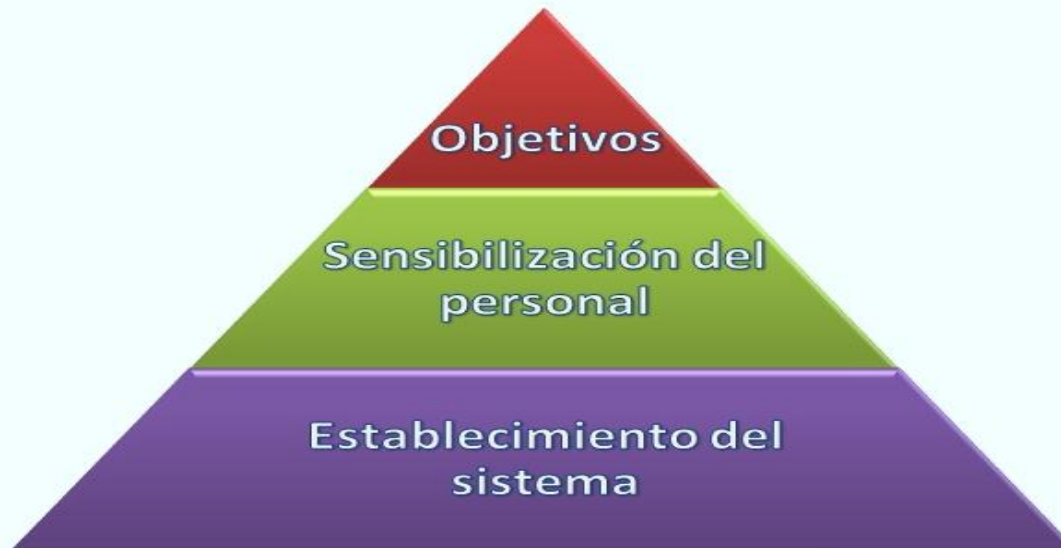 Objetivos
Sensibilización del
personal
Establecimiento del
sistema